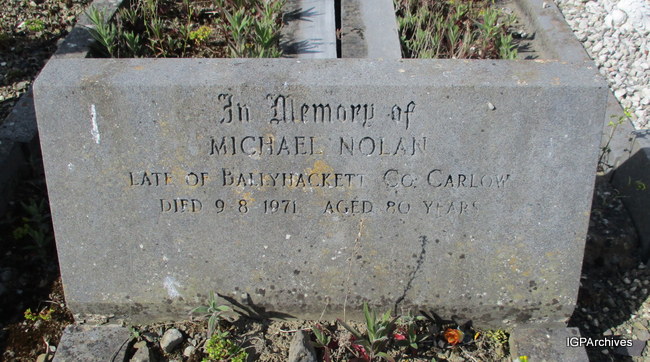 In Memory of
MICHAEL NOLAN
LATE OF BALLYHACKETT CO. CARLOW
DIED 9 8 1971 AGED 80 YEARS
IGPArchives